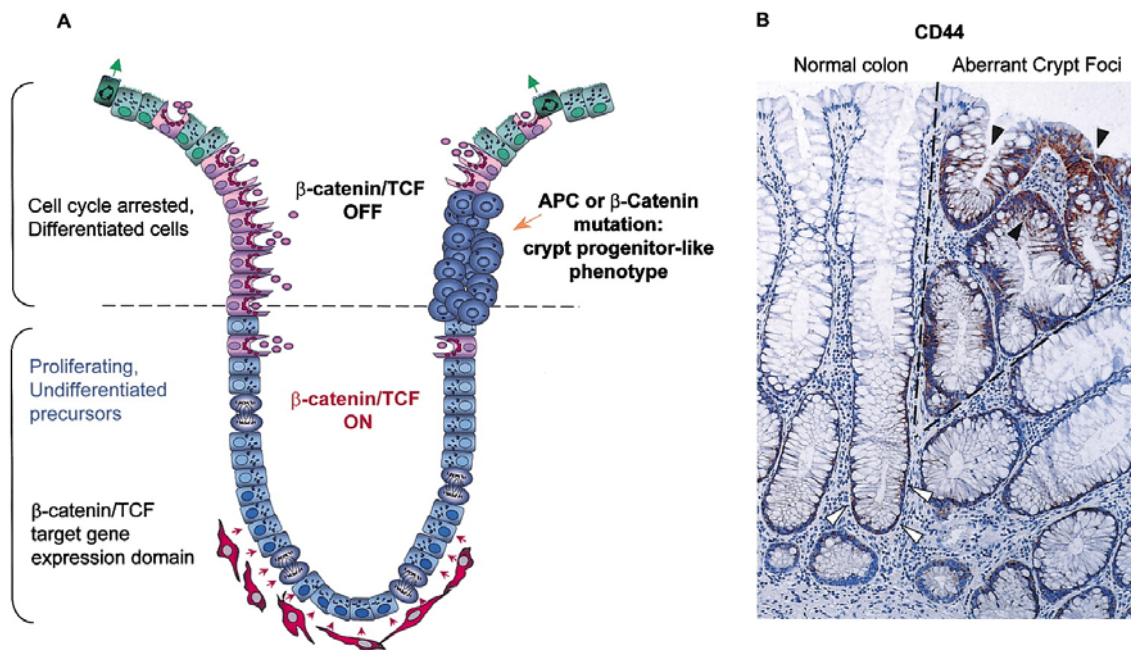 A
Cell cycle arrested,
Differentiated cells
β-catenin/TCF
OFF
APC or β-Catenin
mutation:
crypt progenitor-like
phenotype
Proliferating,
Undifferentiated
precursors
β-catenin/TCF
ON
β-catenin/TCF
target gene
expression domain
B
CD44
Normal colon
Aberrant Crypt Foci